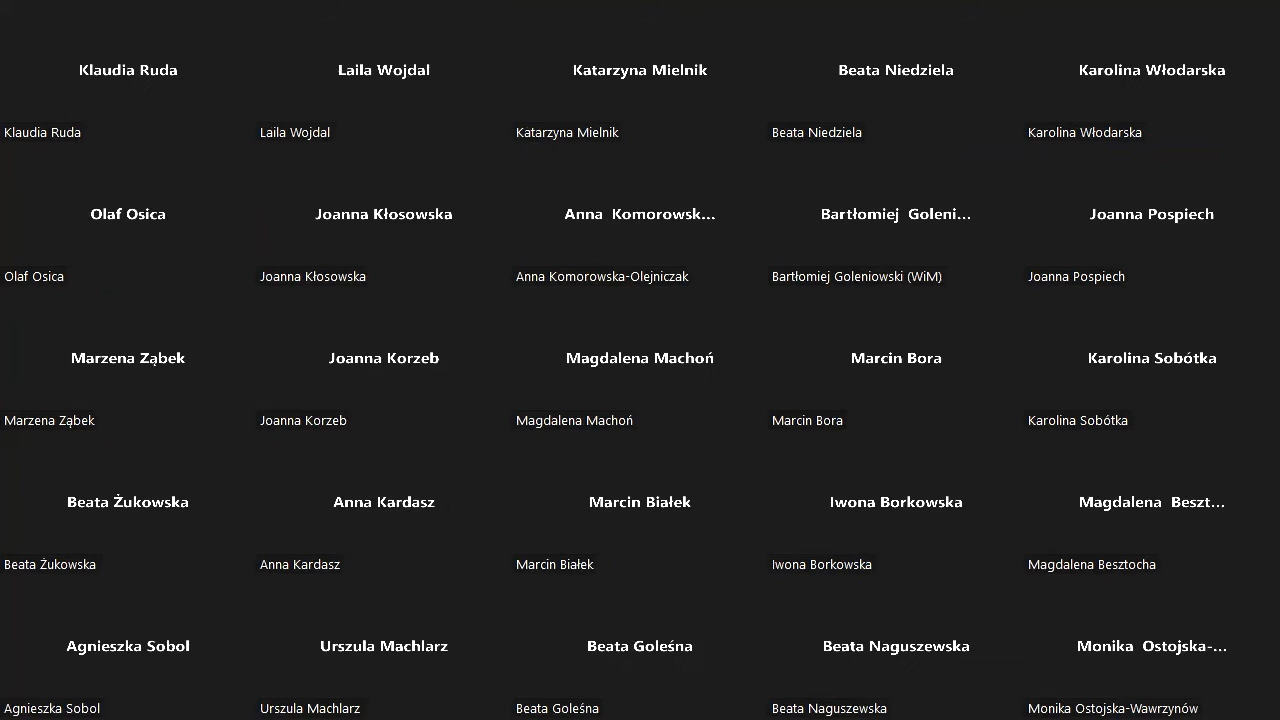 Klaudia Ruda
Laila Wojdal
Katarzyna Mielnik
Beata Niedziela
Karolina Włodarska
Klaudia Ruda
Laila Wojdal
Katarzyna Mielnik
Beata Niedziela
Karolina Włodarska
Olaf Osica
Joanna Kłosowska
Anna Komorowsk...
Bartłomiej Goleni...
Joanna Pospiech
Olaf Osica
Joanna Kłosowska
Anna Komorowska-Olejniczak
Bartłomiej Goleniowski (WiM)
Joanna Pospiech
Marzena Ząbek
Joanna Korzeb
Magdalena Machoń
Marcin Bora
Karolina Sobótka
Marzena Ząbek
Joanna Korzeb
Magdalena Machoń
Marcin Bora
Karolina Sobótka
Beata Żukowska
Anna Kardasz
Marcin Białek
Iwona Borkowska
Magdalena Beszt...
Beata Żukowska
Anna Kardasz
Marcin Białek
Iwona Borkowska
Magdalena Besztocha
Agnieszka Sobol
Urszula Machlarz
Beata Goleśna
Beata Naguszewska
Monika Ostojska-...
Agnieszka Sobol
Urszula Machlarz
Beata Goleśna
Beata Naguszewska
Monika Ostojska-Wawrzynów